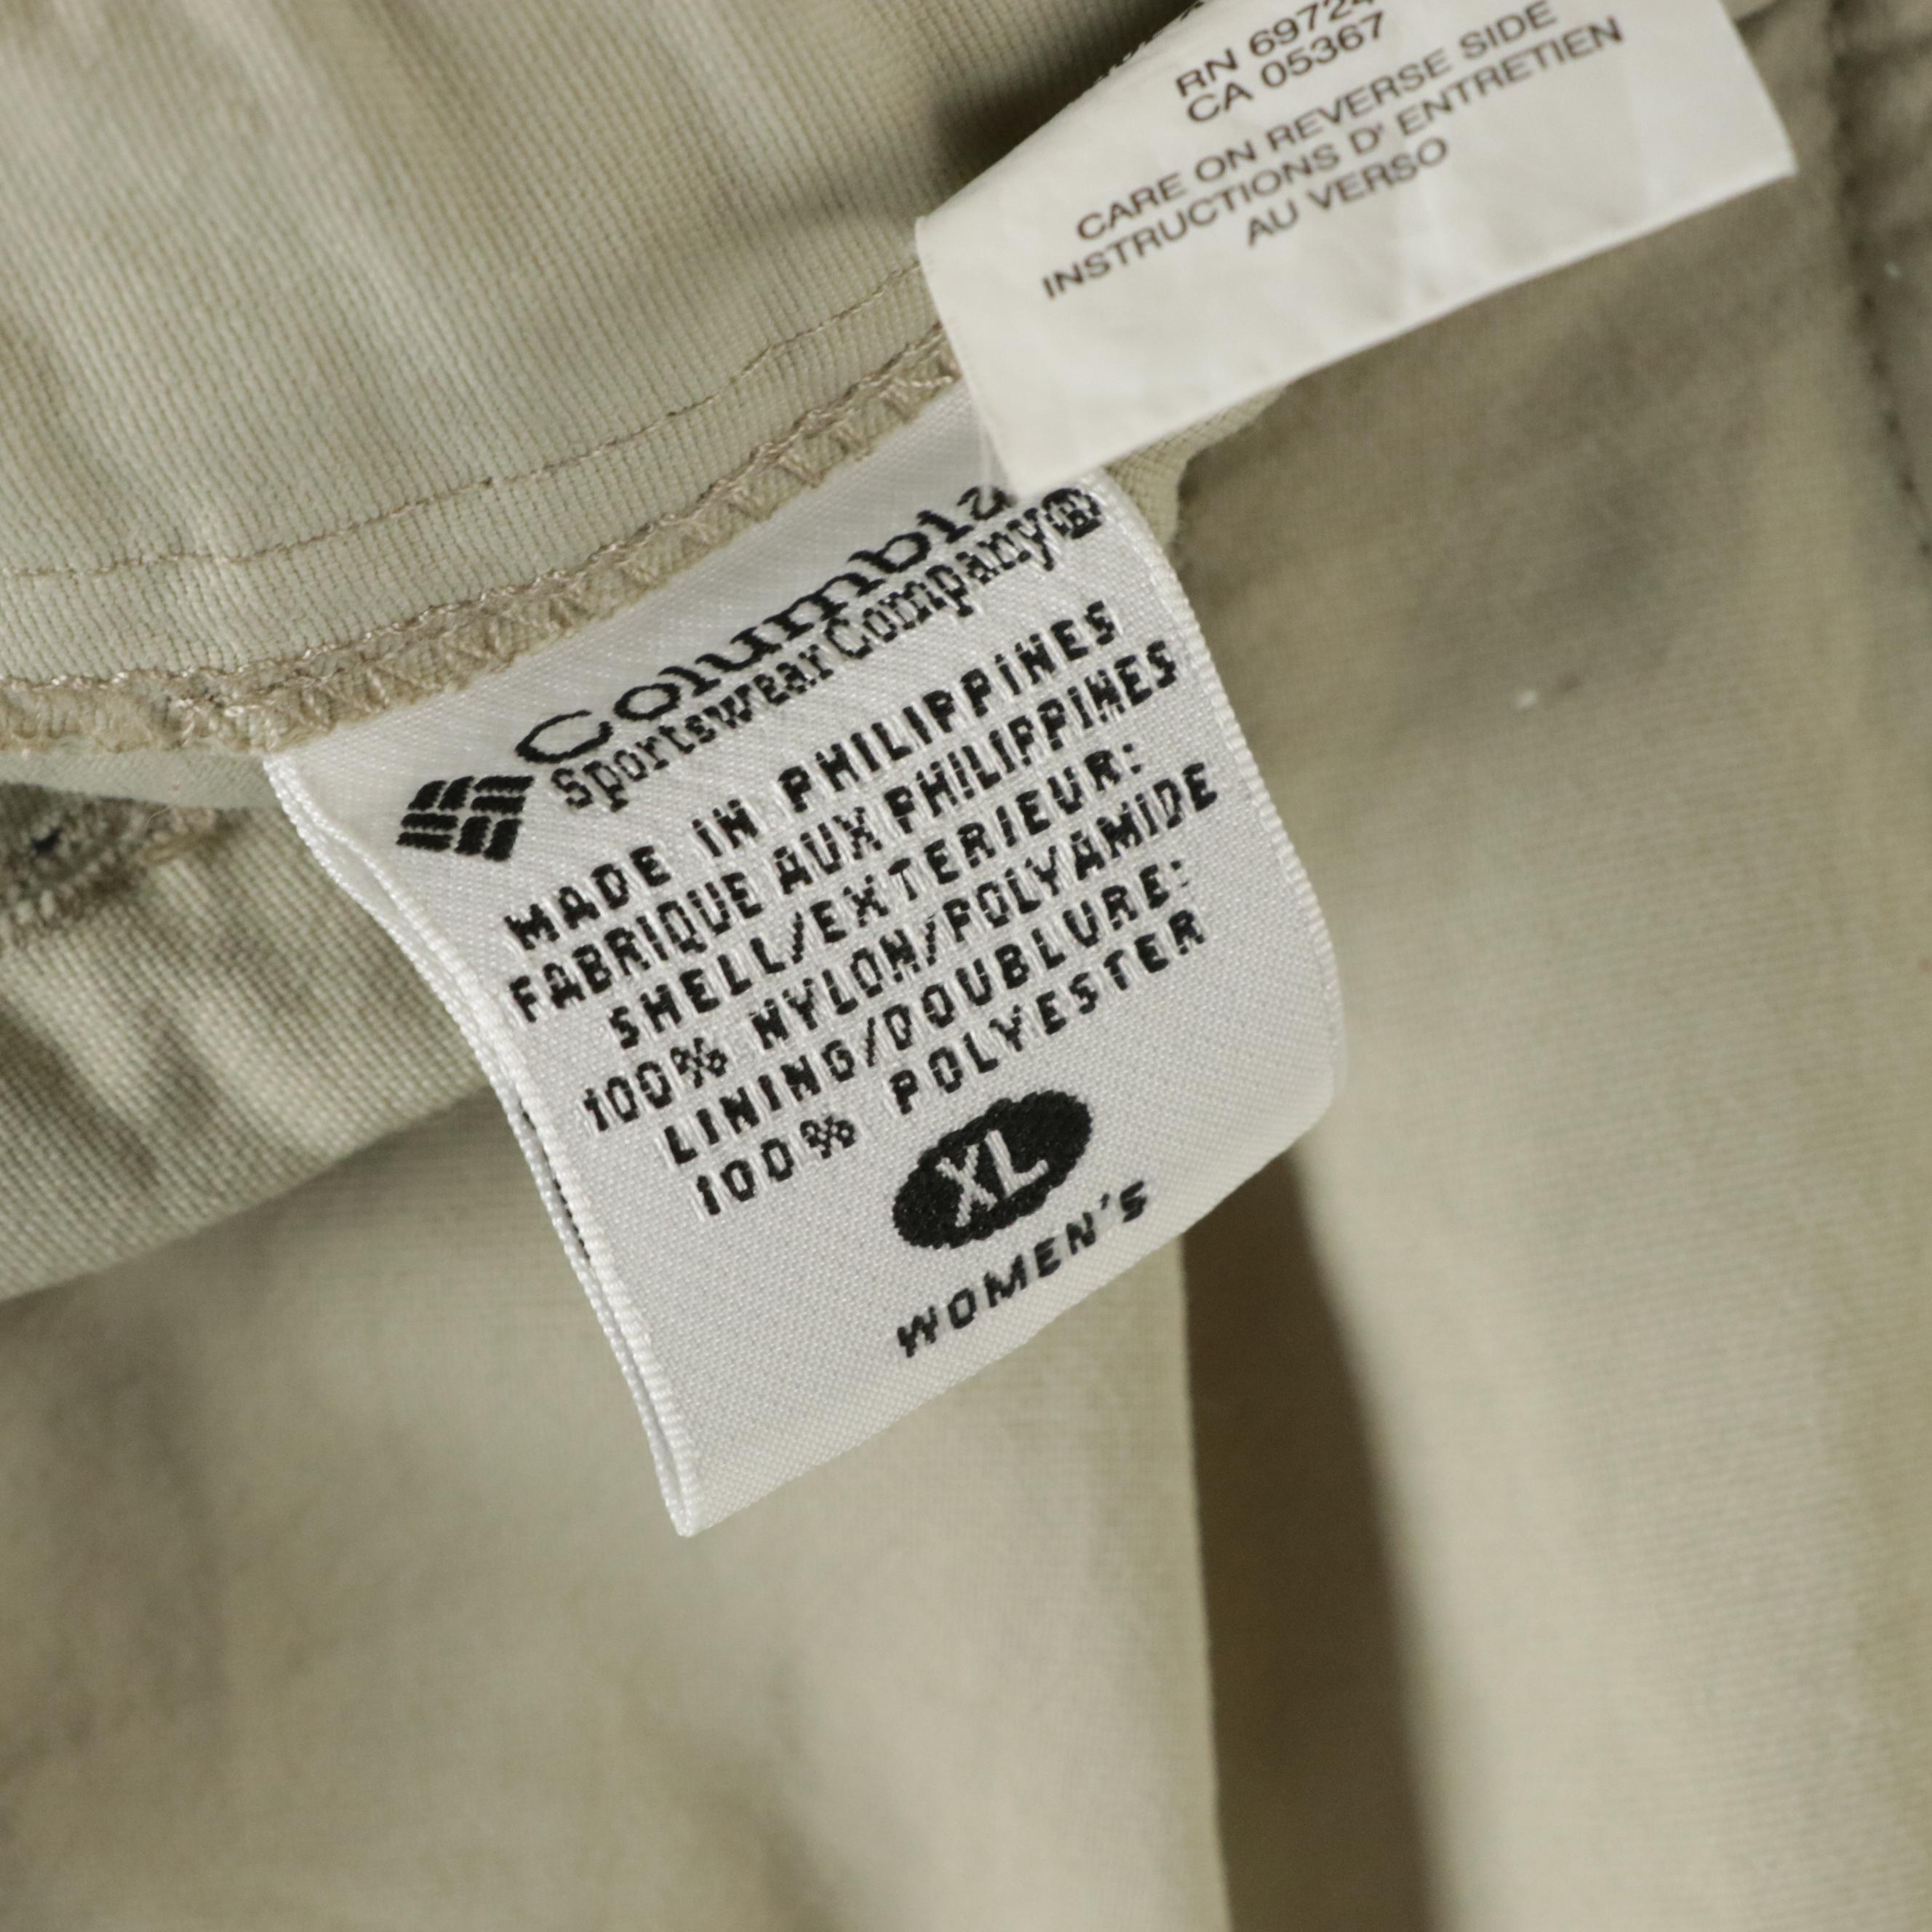 RN 69724
CA 05367
CARE ON REVERSE SIDE
INSTRUCTIONS D' ENTRETIEN
AU VERSO
Columbia
Sportswear Company®
MADE IN PHILIPPINES
FABRIQUE AUX PHILIPPINES
SHELL/EXTERIEUR:
100% NYLON/POLYAMIDE
LINING/DOUBLURE:
100% POLYESTER
XL
WOMEN'S